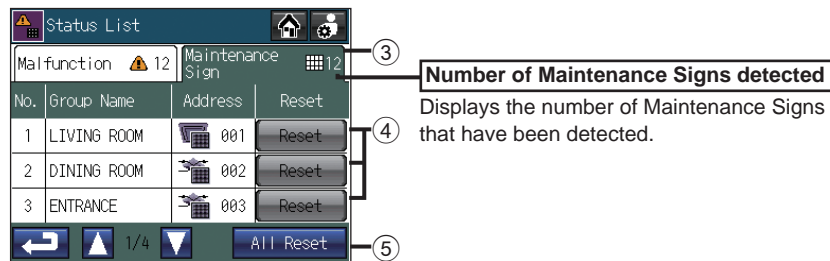 Status List
Malfunction 12
Maintenance
Sign 12
③
Number of Maintenance Signs detected
Displays the number of Maintenance Signs
that have been detected.
No. Group Name Address Reset
1 LIVING ROOM 001 Reset
④
2 DINING ROOM 002 Reset
3 ENTRANCE 003 Reset
1/4 All Reset
⑤